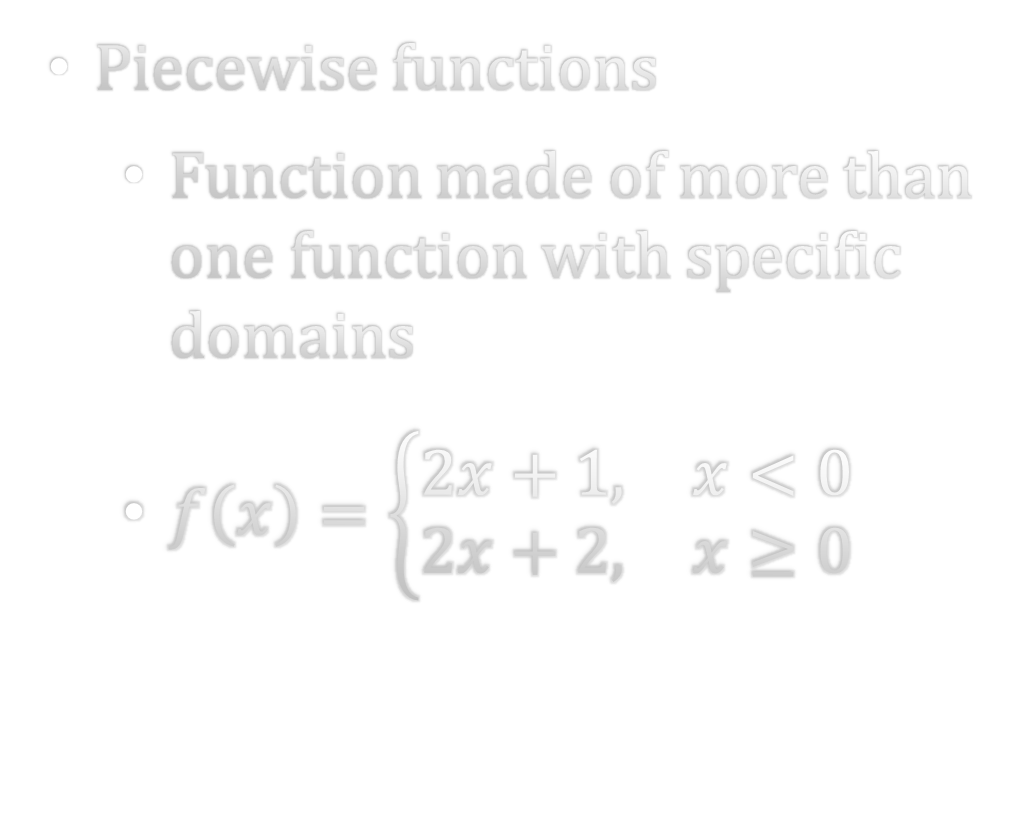 ◦ Piecewise functions
◦ Function made of more than
one function with specific
domains
◦ f(x) = { 2x + 1, x < 0
2x + 2, x ≥ 0